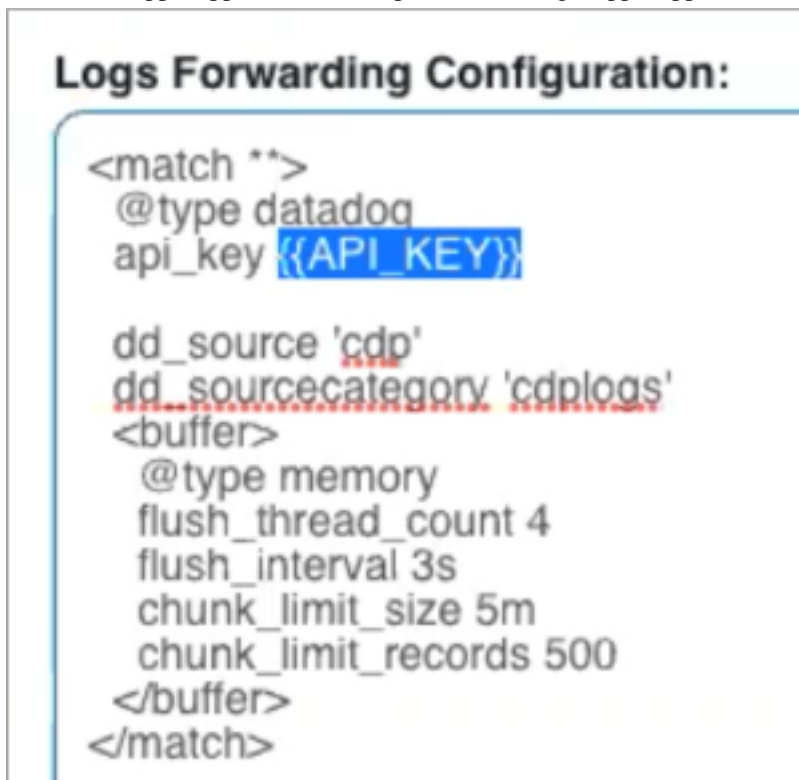 Logs Forwarding Configuration:
<match **>
@type datadog
api_key {{API_KEY}}
dd_source 'cdp'
dd_sourcecategory 'cdplogs'
<buffer>
@type memory
flush_thread_count 4
flush_interval 3s
chunk_limit_size 5m
chunk_limit_records 500
</buffer>
</match>